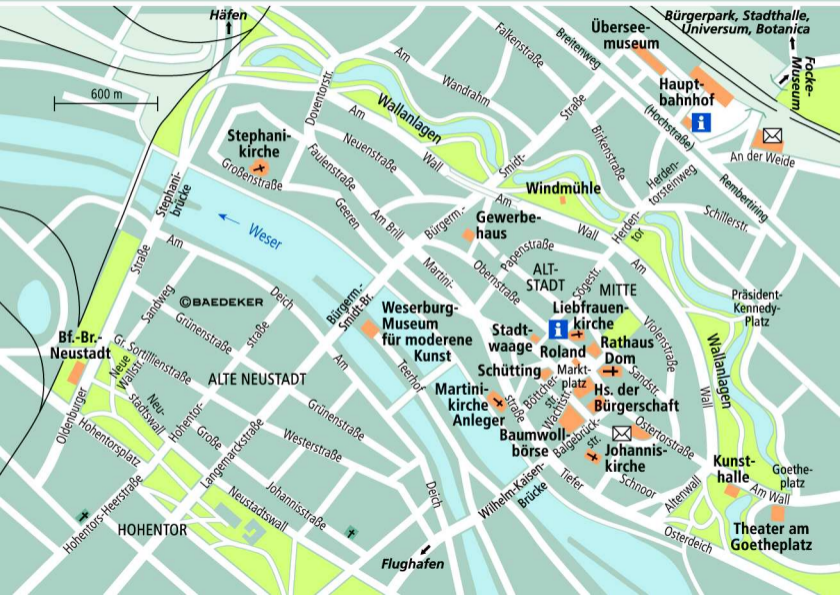 Häfen
Bürgerpark, Stadthalle,
Universum, Botanica
Focke-
Museum
Übersee-
museum
Haupt-
bahnhof
(Hochstraße)
An der Weide
Falkenstraße
Breitenweg
Am
Wandrahm
Wallanlagen
Straße
Birkenstraße
Doventorstr.
600 m
Am
Wall
Neuenstraße
Faulenstraße
Stephani-
kirche
Großenstraße
Geeren
Am Brill
Smidt-
Bürgerm.-
Windmühle
Am
Wall
Herden-
torsteinweg
Rembertiring
Schillerstr.
Herden-
tor
Am
Stephani-
brücke
Weser
Gewerbe-
haus
Papenstraße
Obernstraße
Martini-
ALT-
STADT
Sögestr.
MITTE
Präsident-
Kennedy-
Platz
Straße
Am
Deich
©BAEDEKER
Bürgerm.-
Smidt-Br.
Weserburg-
Museum
für moderene
Kunst
Liebfrauen-
kirche
Stadt-
waage
Roland
Rathaus
Dom
Violenstraße
Wallanlagen
Wall
Bf.-Br.-
Neustadt
Sandweg
Grünenstraße
straße
Gr. Sortillienstraße
Neue
Wallstr.
ALTE NEUSTADT
Am
Teerhof
Schütting
Markt-
platz
Sandstr.
Hs. der
Bürgerschaft
Böttcher-
str.
Wachtstr.
Martini-
kirche
Anleger
straße
Oldenburger
Neu-
stadtswall
Hohentor-
Hohentorsplatz
Große
Langemarckstraße
Grünenstraße
Westerstraße
Baumwoll-
börse
Balgebrück-
str.
Osterrorstraße
Johannis-
kirche
Kunst-
halle
Goethe-
platz
Hohentors-Heerstraße
HOHENTOR
Neustadtswall
Johannisstraße
Deich
Wilhelm-Kaisen-
Brücke
Tiefer
Schnoor
Altenwall
Am Wall
Osterdeich
Theater am
Goetheplatz
Flughafen